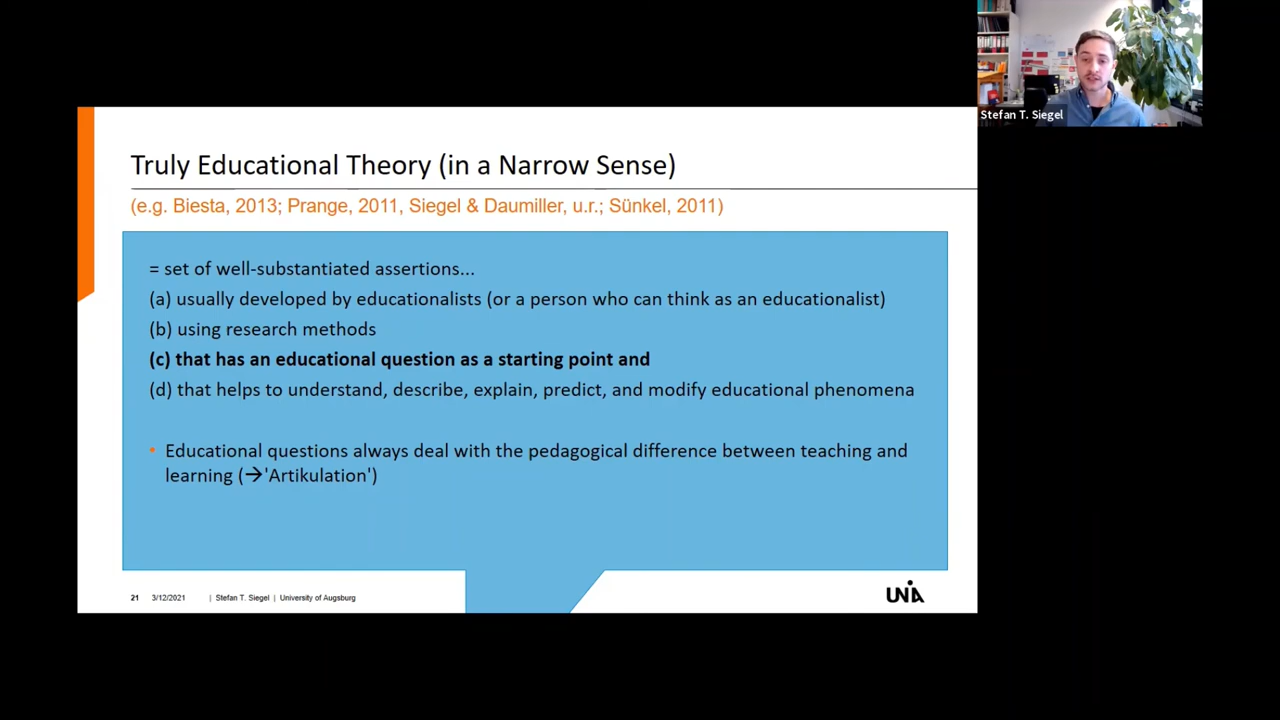 Stefan T. Siegel
Truly Educational Theory (in a Narrow Sense)
(e.g. Biesta, 2013; Prange, 2011, Siegel & Daumiller, u.r.; Sünkel, 2011)
= set of well-substantiated assertions...
(a) usually developed by educationalists (or a person who can think as an educationalist)
(b) using research methods
(c) that has an educational question as a starting point and
(d) that helps to understand, describe, explain, predict, and modify educational phenomena
• Educational questions always deal with the pedagogical difference between teaching and
learning (→'Artikulation')
21 3/12/2021 | Stefan T. Siegel | University of Augsburg
UNIA